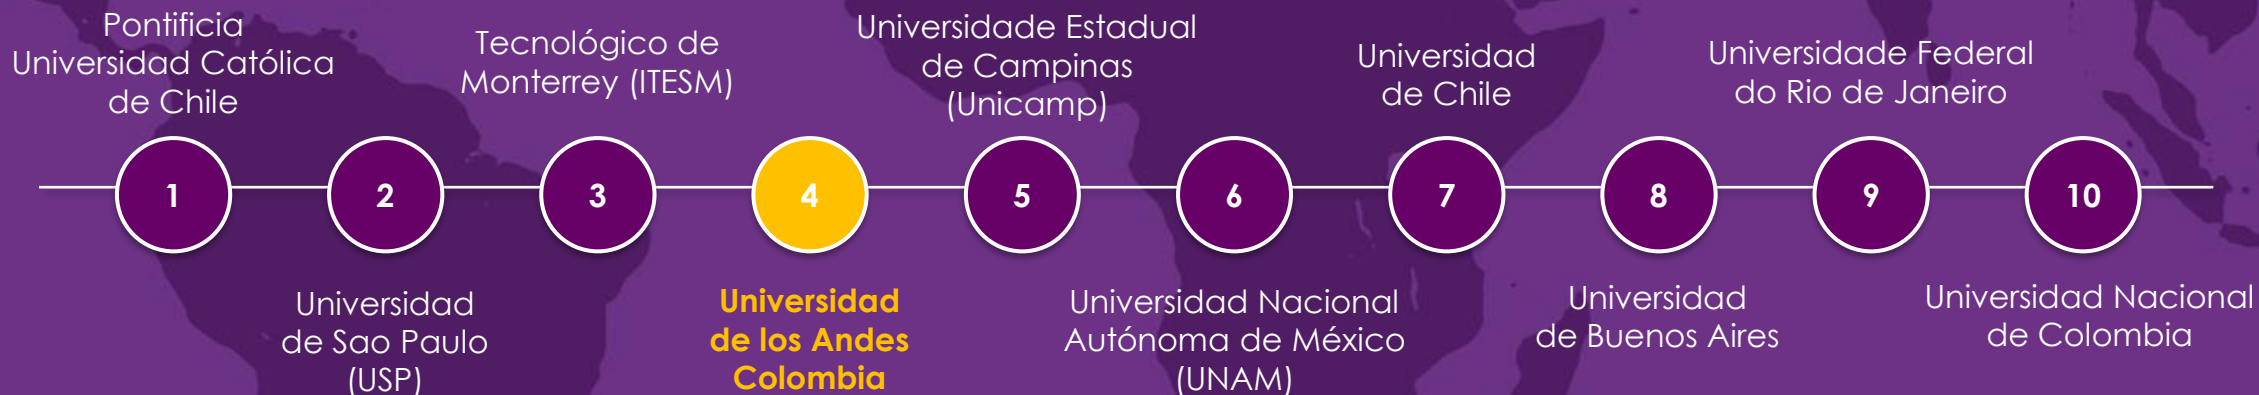 Pontificia
Universidad Católica
de Chile
Tecnológico de
Monterrey (ITESM)
Universidade Estadual
de Campinas
(Unicamp)
Universidad
de Chile
Universidade Federal
do Rio de Janeiro
1
2
3
4
5
6
7
8
9
10
Universidad
de Sao Paulo
(USP)
Universidad
de los Andes
Colombia
Universidad Nacional
Autónoma de México
(UNAM)
Universidad
de Buenos Aires
Universidad Nacional
de Colombia